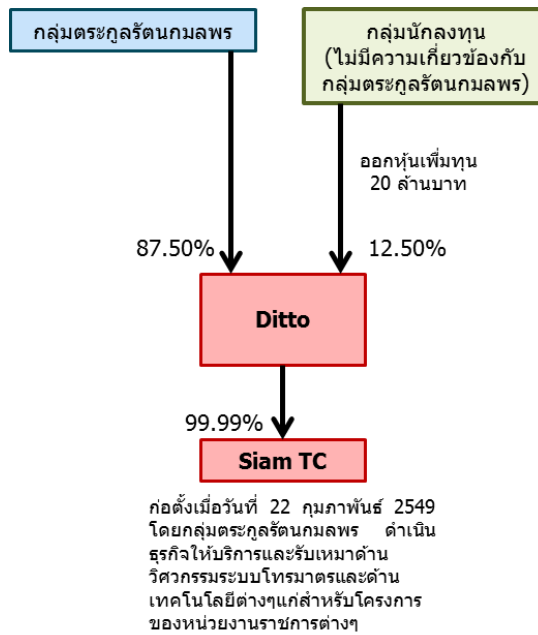 กลุ่มตระกูลรัตนกมลพร
กลุ่มนักลงทุน
(ไม่มีความเกี่ยวข้องกับ
กลุ่มตระกูลรัตนกมลพร)
ออกหุ้นเพิ่มทุน
20 ล้านบาท
87.50%
12.50%
Ditto
99.99%
Siam TC
ก่อตั้งเมื่อวันที่ 22 กุมภาพันธ์ 2549
โดยกลุ่มตระกูลรัตนกมลพร ดำเนิน
ธุรกิจให้บริการและรับเหมาด้าน
วิศวกรรมระบบโทรมาตรและด้าน
เทคโนโลยีต่างๆแก่สำหรับโครงการ
ของหน่วยงานราชการต่างๆ